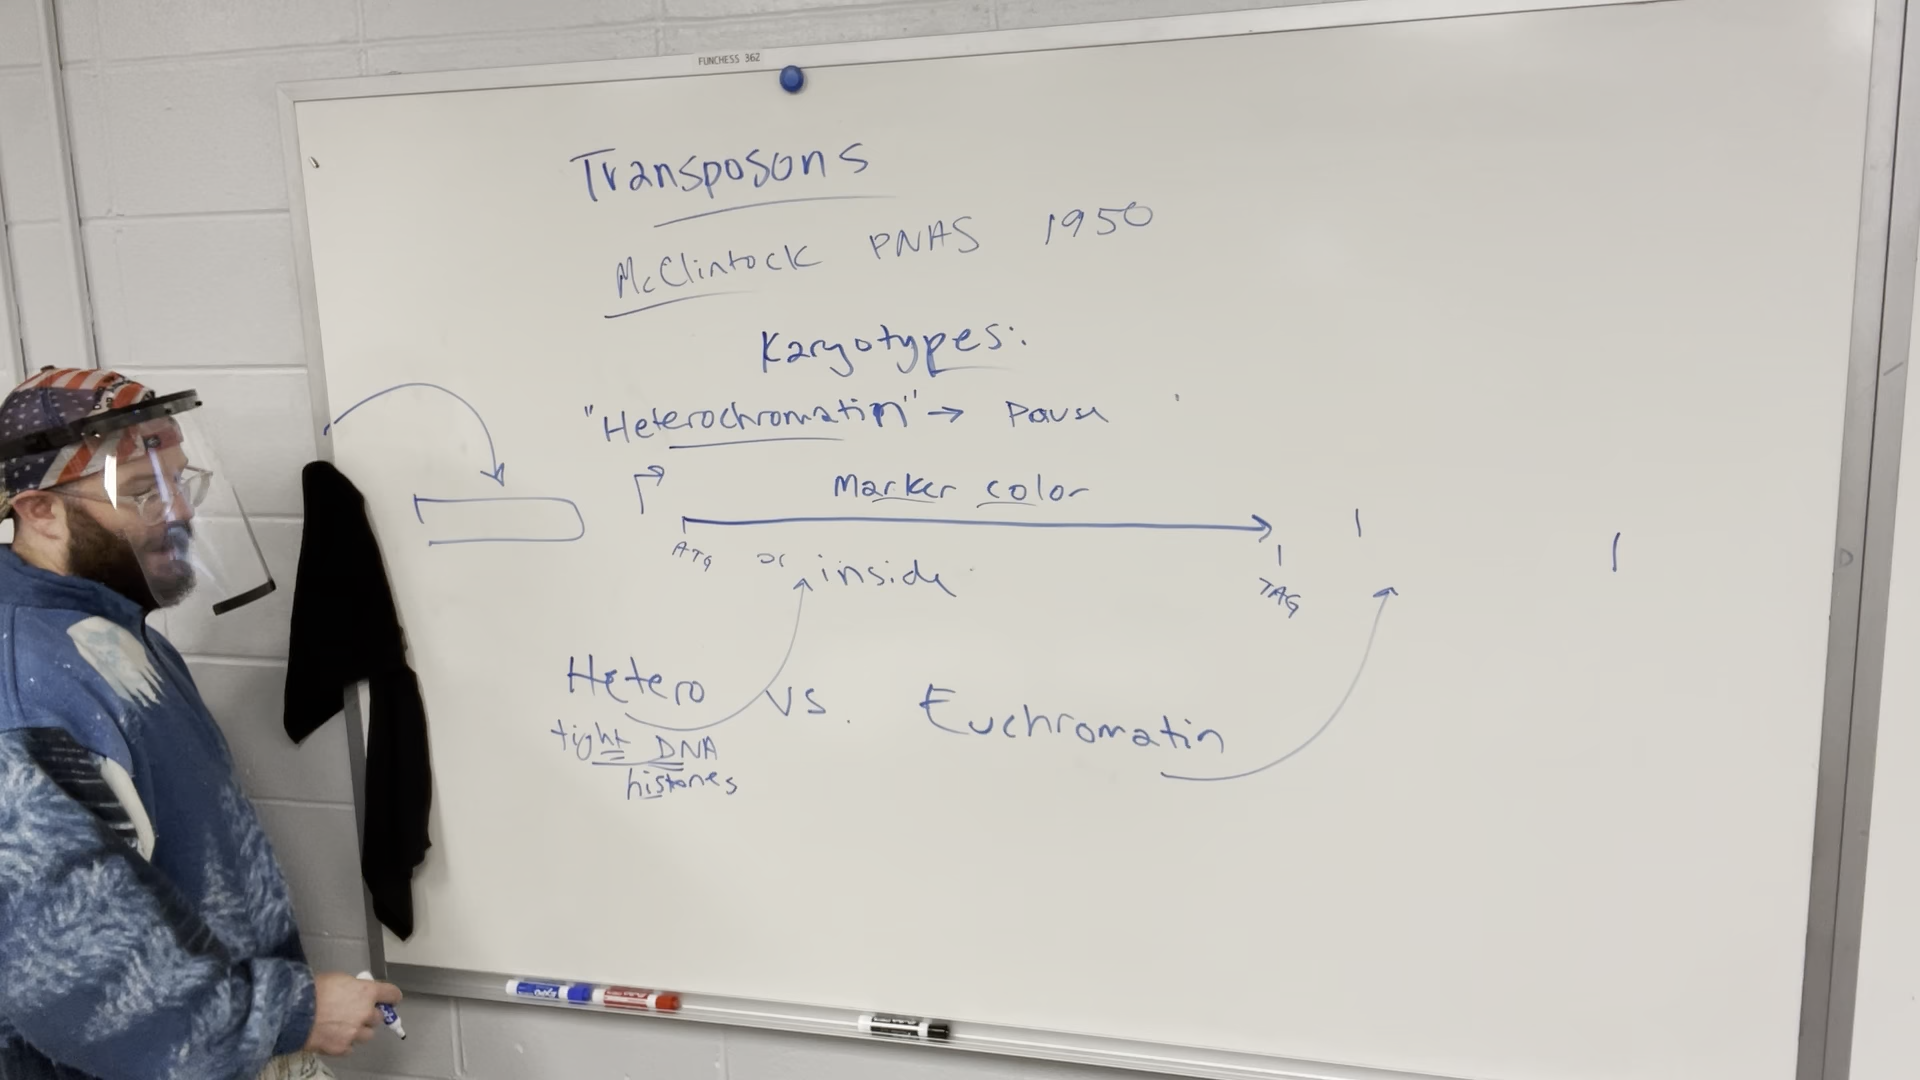 FUNCHESS 362
Transposons
McClintock PNAS 1950
Karyotypes:
"Heterochromatin" → Pause
Marker color
ATG or inside
TAG
Hetero vs. Euchromatin
tight DNA
histones